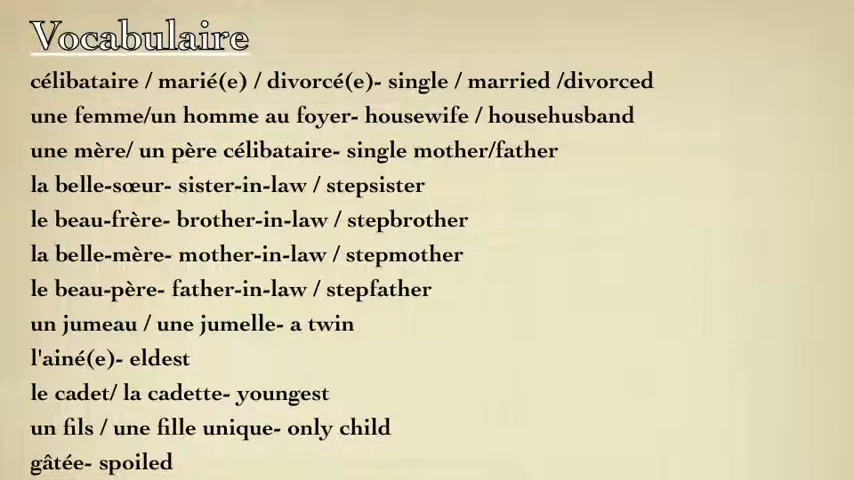 Vocabulaire
célibataire / marié(e) / divorcé(e)- single / married /divorced
une femme/un homme au foyer- housewife / househusband
une mère/ un père célibataire- single mother/father
la belle-sœur- sister-in-law / stepsister
le beau-frère- brother-in-law / stepbrother
la belle-mère- mother-in-law / stepmother
le beau-père- father-in-law / stepfather
un jumeau / une jumelle- a twin
l'ainé(e)- eldest
le cadet/ la cadette- youngest
un fils / une fille unique- only child
gâtée- spoiled